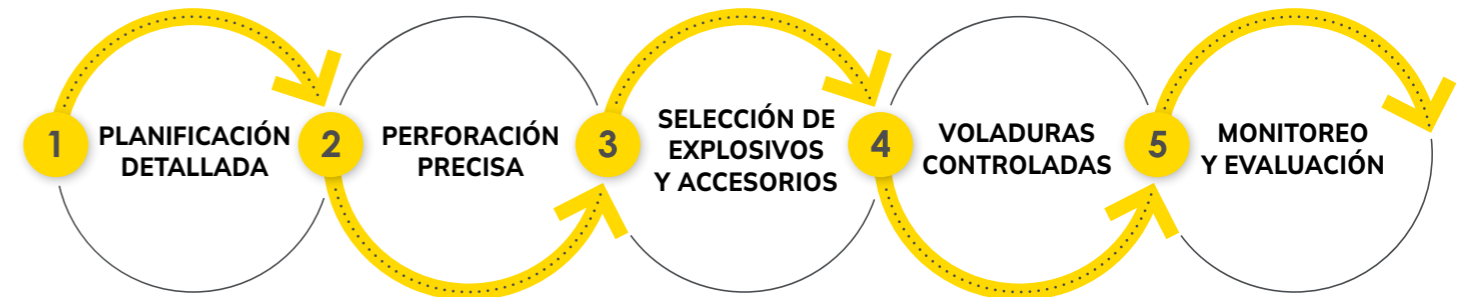 1
PLANIFICACIÓN
DETALLADA
2
PERFORACIÓN
PRECISA
3
SELECCIÓN DE
EXPLOSIVOS
Y ACCESORIOS
4
VOLADURAS
CONTROLADAS
5
MONITOREO
Y EVALUACIÓN